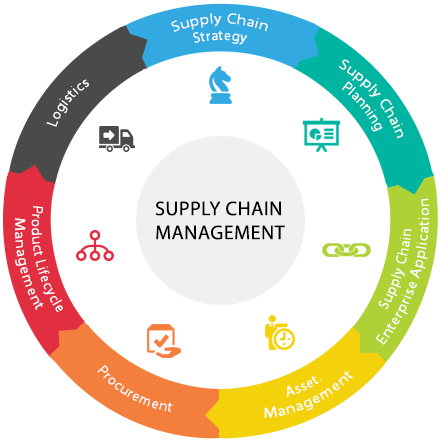 Supply Chain
Strategy
Supply Chain
Planning
Supply Chain
Enterprise Application
Asset.
Management
Procurement
Product Lifecycle
Management
Logistics
SUPPLY CHAIN
MANAGEMENT